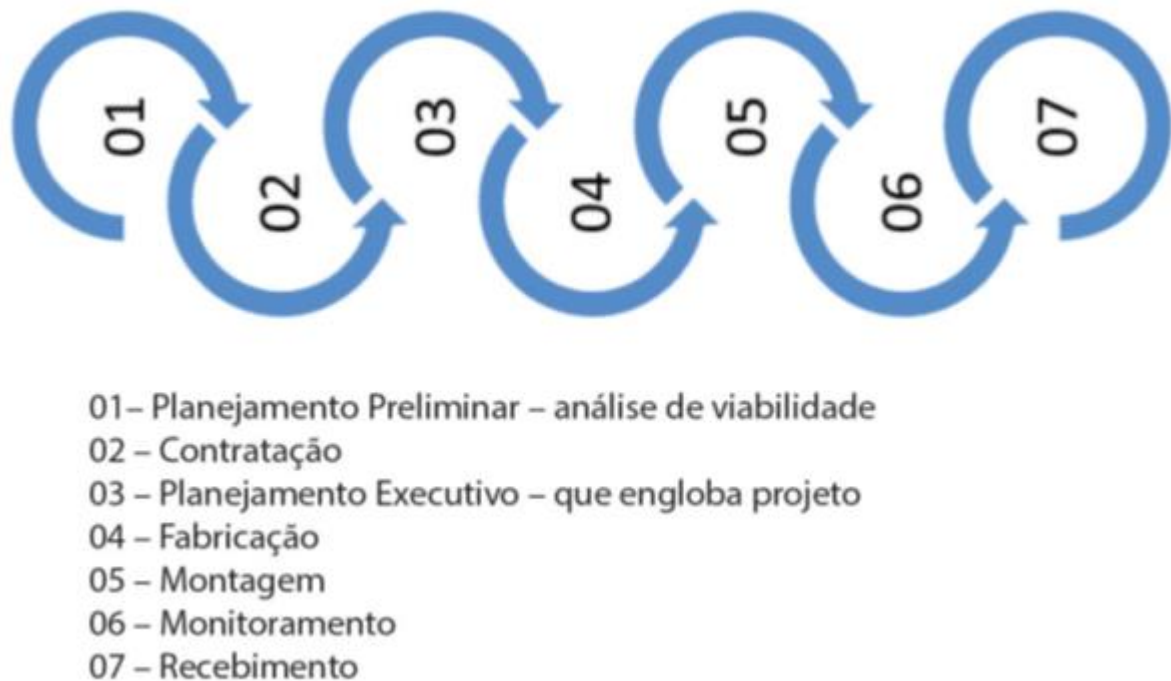 01
02
03
04
05
06
07
01– Planejamento Preliminar – análise de viabilidade
02 – Contratação
03 – Planejamento Executivo – que engloba projeto
04 – Fabricação
05 – Montagem
06 – Monitoramento
07 – Recebimento